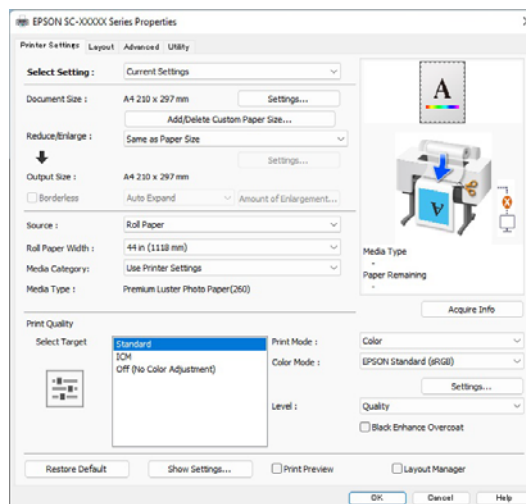 EPSON SC-XXXXX Series Properties
Printer Settings Layout Advanced Utility
Select Setting : Current Settings
Document Size : A4 210 x 297 mm Settings...
Add/Delete Custom Paper Size...
Reduce/Enlarge : Same as Paper Size
Settings...
Output Size : A4 210 x 297 mm
Borderless Auto Expand Amount of Enlargement...
Source : Roll Paper
Roll Paper Width : 44 in (1118 mm)
Media Category: Use Printer Settings
Media Type : Premium Luster Photo Paper(260)
A
A
Media Type
-
Paper Remaining
-
Acquire Info
Print Quality
Select Target
Standard
ICM
Off (No Color Adjustment)
Print Mode : Color
Color Mode : EPSON Standard (sRGB)
Settings...
Level : Quality
Black Enhance Overcoat
Restore Default Show Settings... Print Preview Layout Manager
OK Cancel Help